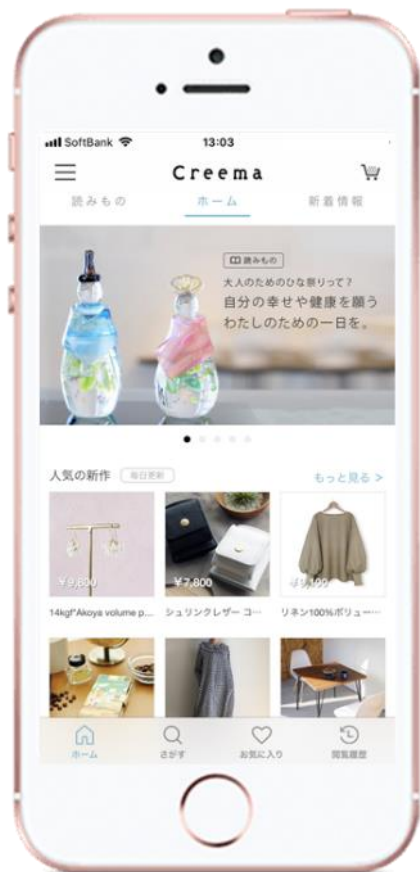 SoftBank 13:03
Creema
読みもの ホーム 新着情報
読みもの
大人のためのひな祭りって?
自分の幸せや健康を願う
わたしのための一日を。
人気の新作 毎日更新 もっと見る >
¥9,800 ¥7,800 ¥9,100
14kgf*Akoya volume p... シュリンクレザー コ… リネン100%ボリュー…
ホーム さがす お気に入り 閲覧履歴